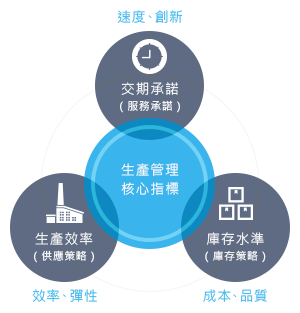 速度、創新
交期承諾
(服務承諾)
生產管理
核心指標
生產效率
(供應策略)
庫存水準
(庫存策略)
效率、彈性
成本、品質